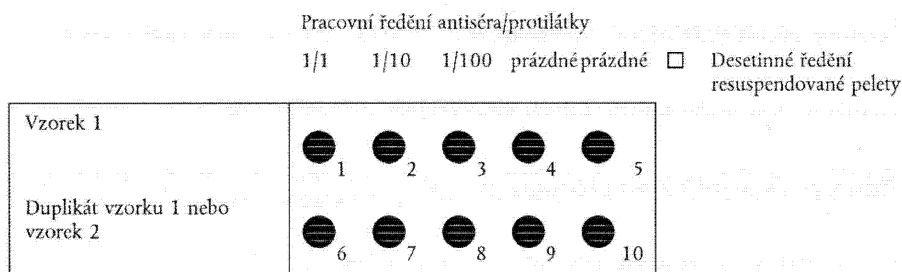 Pracovní ředění antiséra/protilátky
1/1 1/10 1/100 prázdné prázdné □ Desetinné ředění
resuspendované pelety
Vzorek 1
1 2 3 4 5
Duplikát vzorku 1 nebo
vzorek 2
6 7 8 9 10